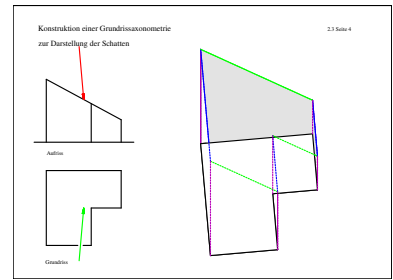 Konstruktion einer Grundrissaxonometrie
2.3 Seite 4
zur Darstellung der Schatten
Aufriss
Grundriss